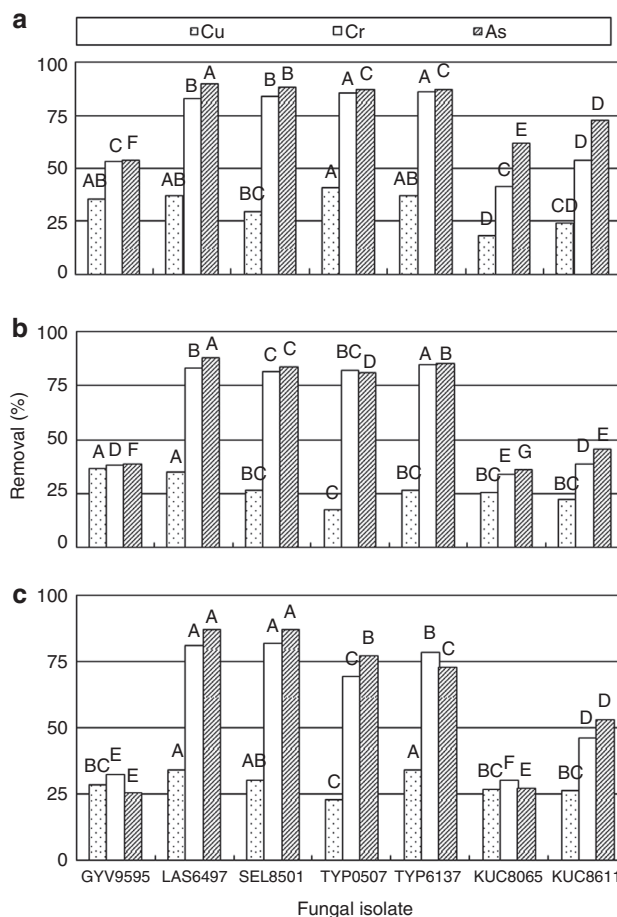 a
Cu Cr As
100
75
50
25
0
AB C F AB B A BC B B A A C AB A C D C E CD D D
b
100
75
50
25
0
A D F A B A BC C C C BC D BC A B BC E G BC D E
Removal (%)
c
100
75
50
25
0
BC E E A A A AB A A C C B A B C BC F E BC D D
GYV9595 LAS6497 SEL8501 TYP0507 TYP6137 KUC8065 KUC8611
Fungal isolate